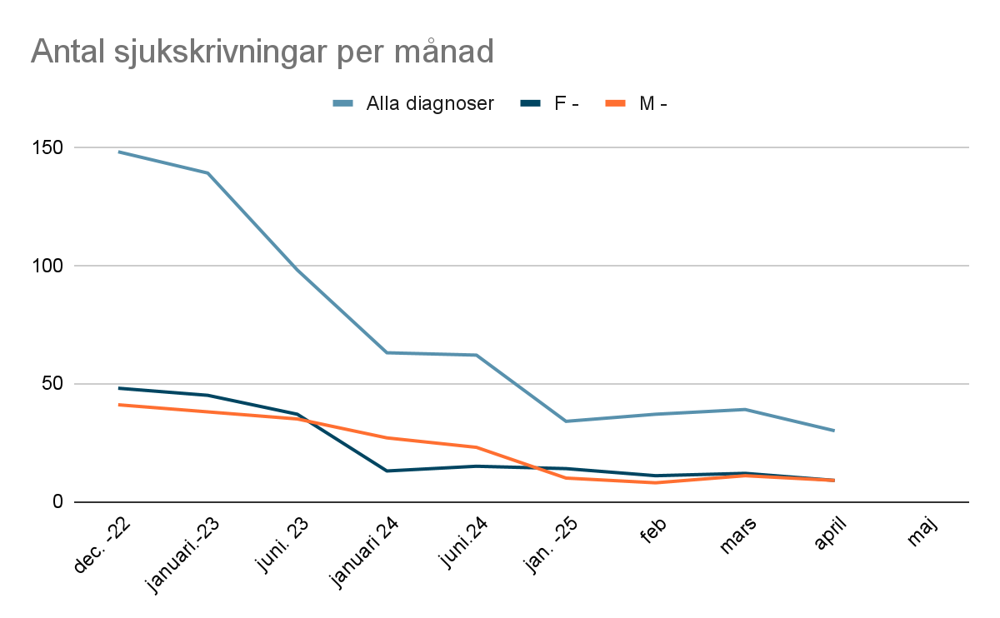 Antal sjukskrivningar per månad
Alla diagnoser F - M -
150
100
50
0
dec. -22 januari.-23 juni. 23 januari 24 juni.24 jan. -25 feb mars april maj